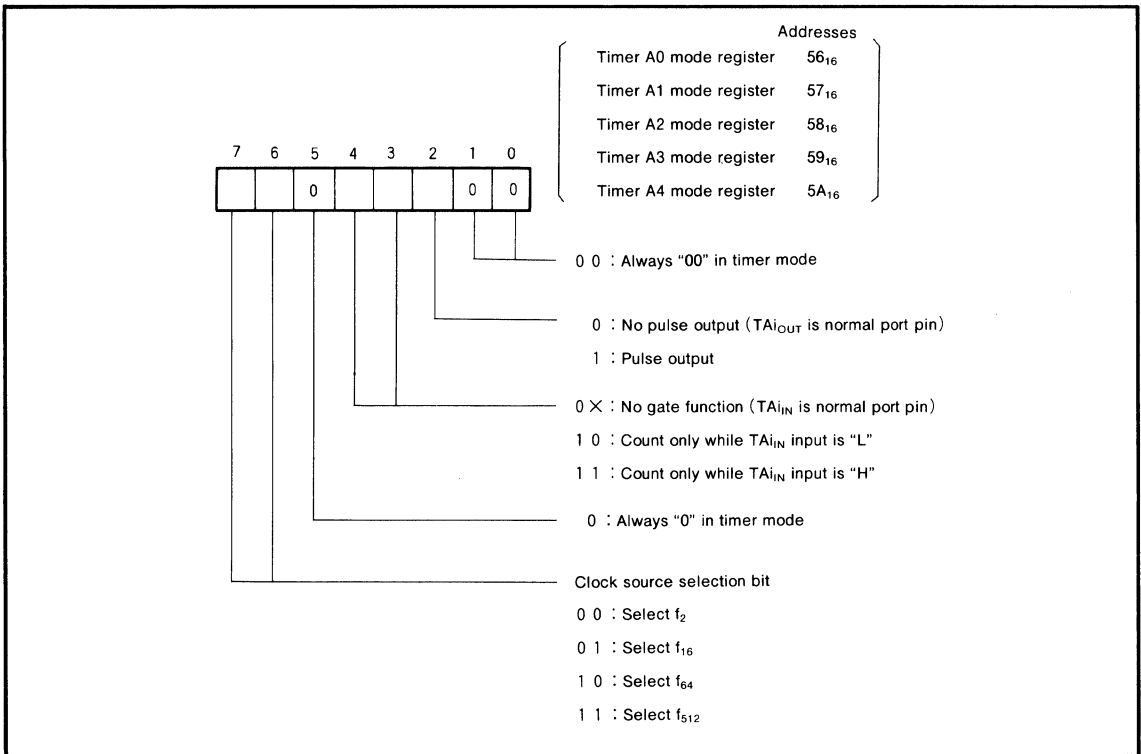 Addresses
Timer A0 mode register 56₁₆
Timer A1 mode register 57₁₆
Timer A2 mode register 58₁₆
Timer A3 mode register 59₁₆
Timer A4 mode register 5A₁₆
7 6 5 4 3 2 1 0
0 0 0
0 0 : Always “00” in timer mode
0 : No pulse output (TAiOUT is normal port pin)
1 : Pulse output
0 × : No gate function (TAiIN is normal port pin)
1 0 : Count only while TAiIN input is “L”
1 1 : Count only while TAiIN input is “H”
0 : Always “0” in timer mode
Clock source selection bit
0 0 : Select f₂
0 1 : Select f₁₆
1 0 : Select f₆₄
1 1 : Select f₅₁₂